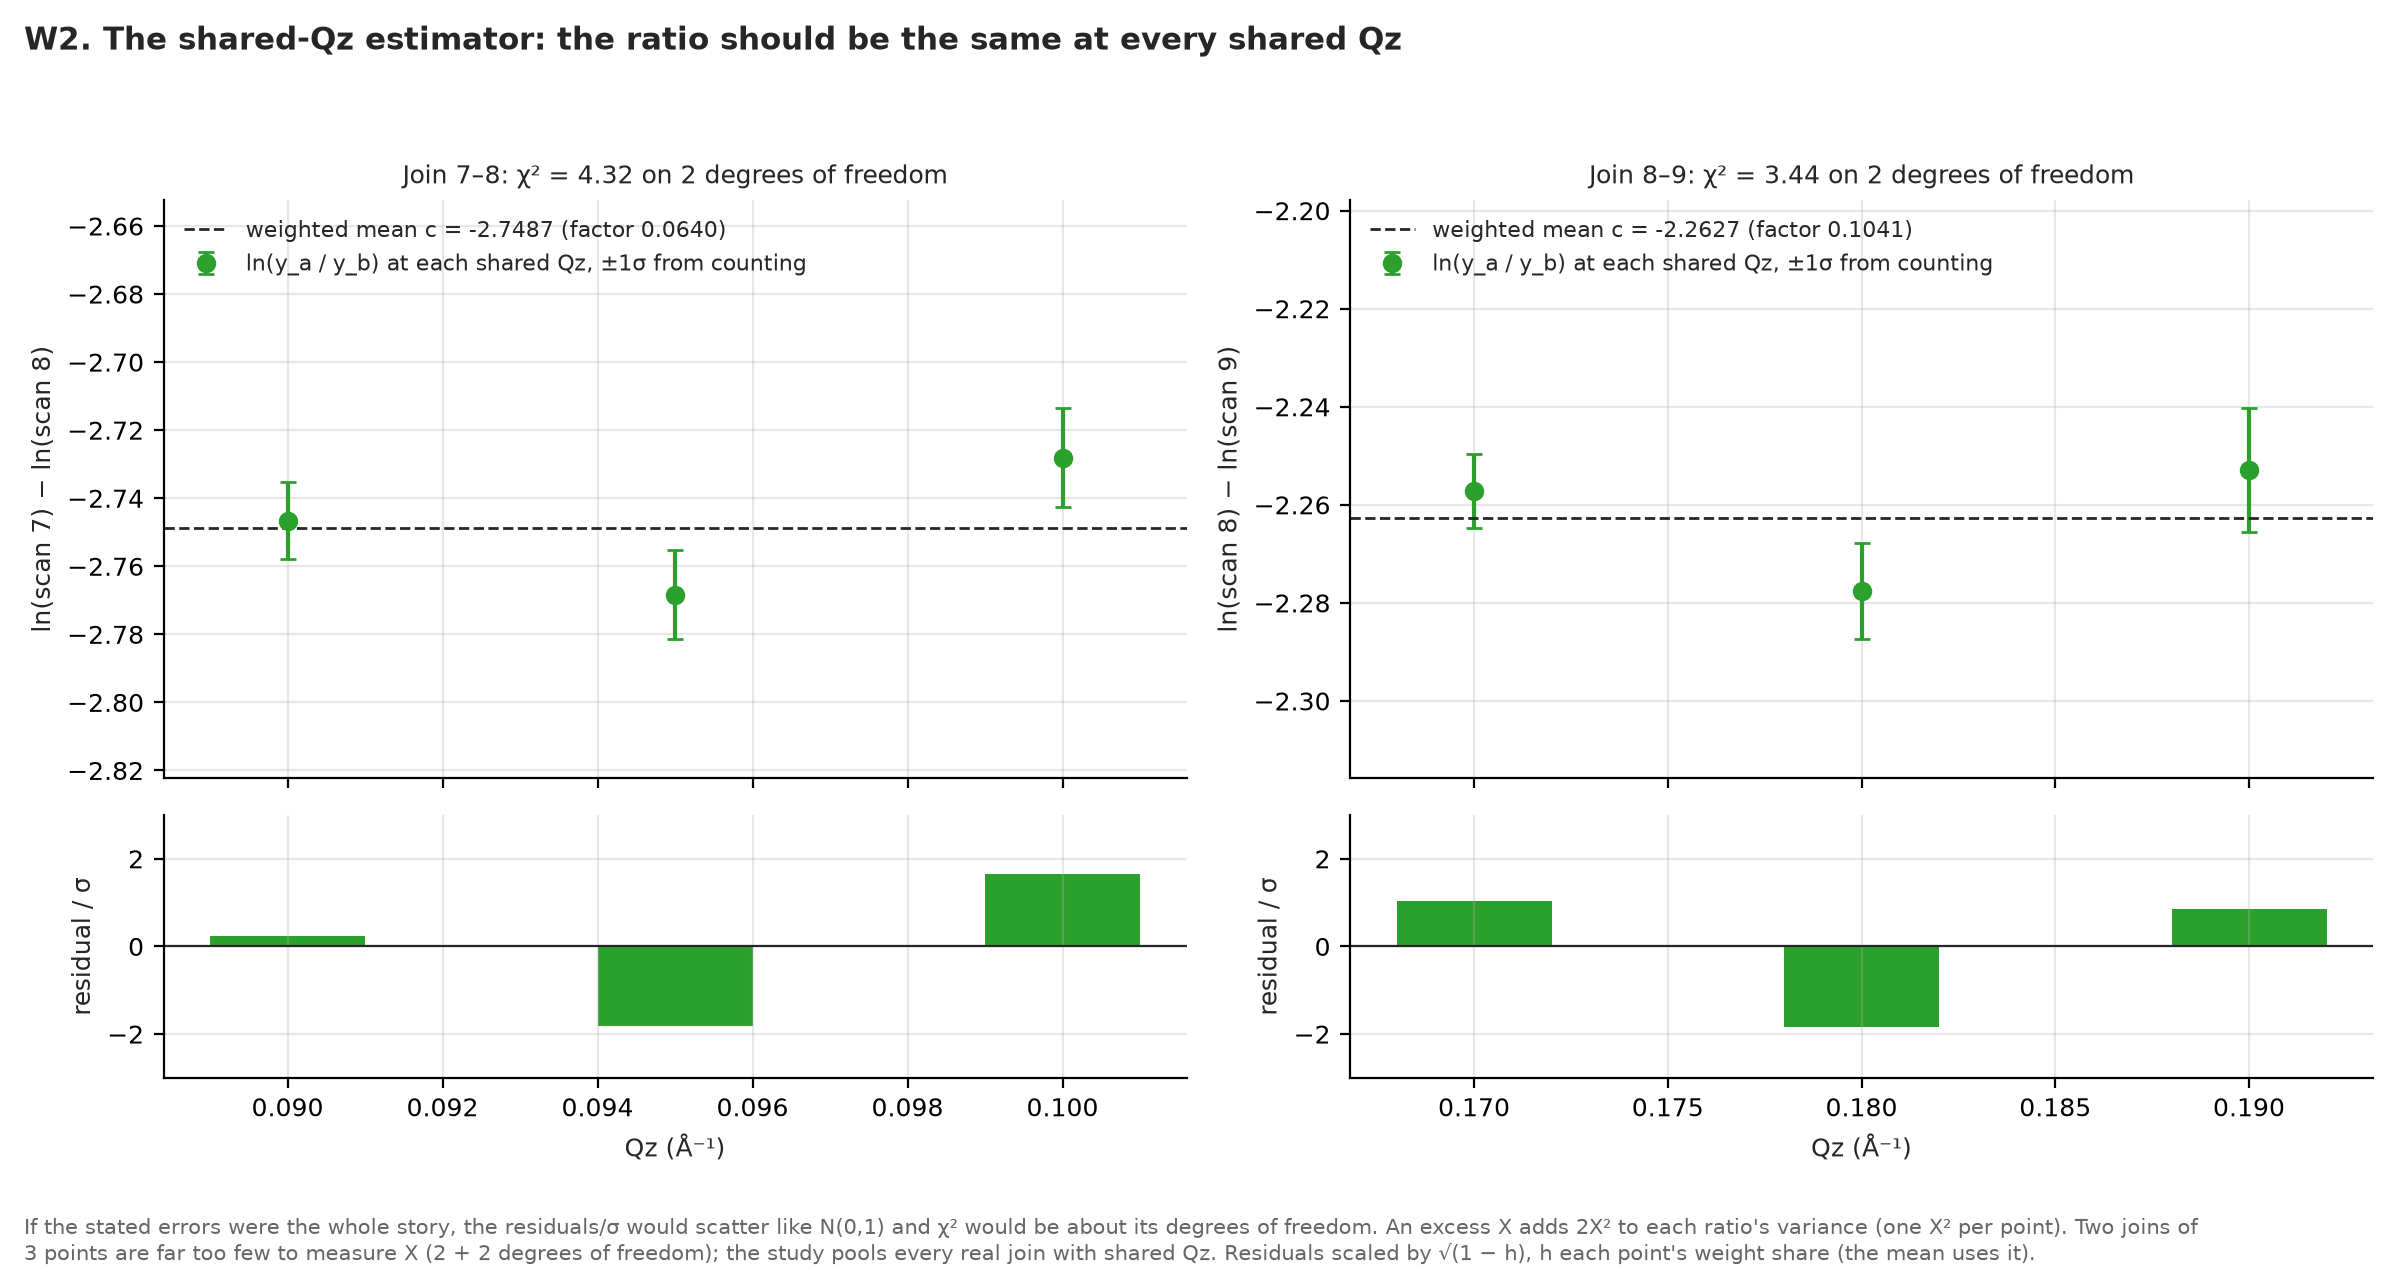 W2. The shared-Qz estimator: the ratio should be the same at every shared Qz
Join 7–8: χ² = 4.32 on 2 degrees of freedom
weighted mean c = -2.7487 (factor 0.0640)
ln(y_a / y_b) at each shared Qz, ±1σ from counting
ln(scan 7) − ln(scan 8)
−2.66
−2.68
−2.70
−2.72
−2.74
−2.76
−2.78
−2.80
−2.82
Join 8–9: χ² = 3.44 on 2 degrees of freedom
weighted mean c = -2.2627 (factor 0.1041)
ln(y_a / y_b) at each shared Qz, ±1σ from counting
ln(scan 8) − ln(scan 9)
−2.20
−2.22
−2.24
−2.26
−2.28
−2.30
residual / σ
2
0
−2
0.090 0.092 0.094 0.096 0.098 0.100
Qz (Å⁻¹)
residual / σ
2
0
−2
0.170 0.175 0.180 0.185 0.190
Qz (Å⁻¹)
If the stated errors were the whole story, the residuals/σ would scatter like N(0,1) and χ² would be about its degrees of freedom. An excess X adds 2X² to each ratio's variance (one X² per point). Two joins of
3 points are far too few to measure X (2 + 2 degrees of freedom); the study pools every real join with shared Qz. Residuals scaled by √(1 − h), h each point's weight share (the mean uses it).